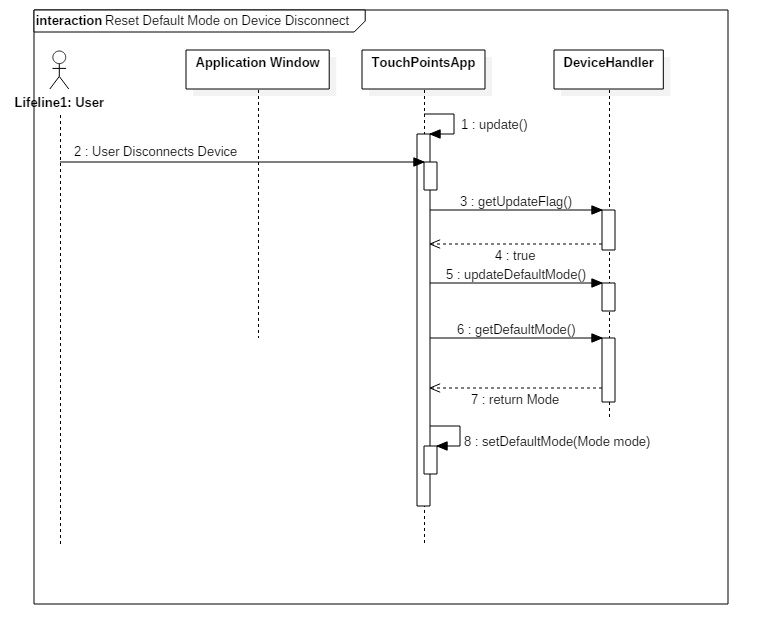 interaction Reset Default Mode on Device Disconnect
Application Window
TouchPointsApp
DeviceHandler
Lifeline1: User
1 : update()
2 : User Disconnects Device
3 : getUpdateFlag()
4 : true
5 : updateDefaultMode()
6 : getDefaultMode()
7 : return Mode
8 : setDefaultMode(Mode mode)